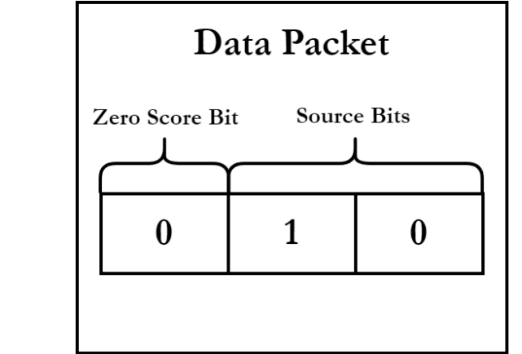 Data Packet
Zero Score Bit Source Bits
0 1 0